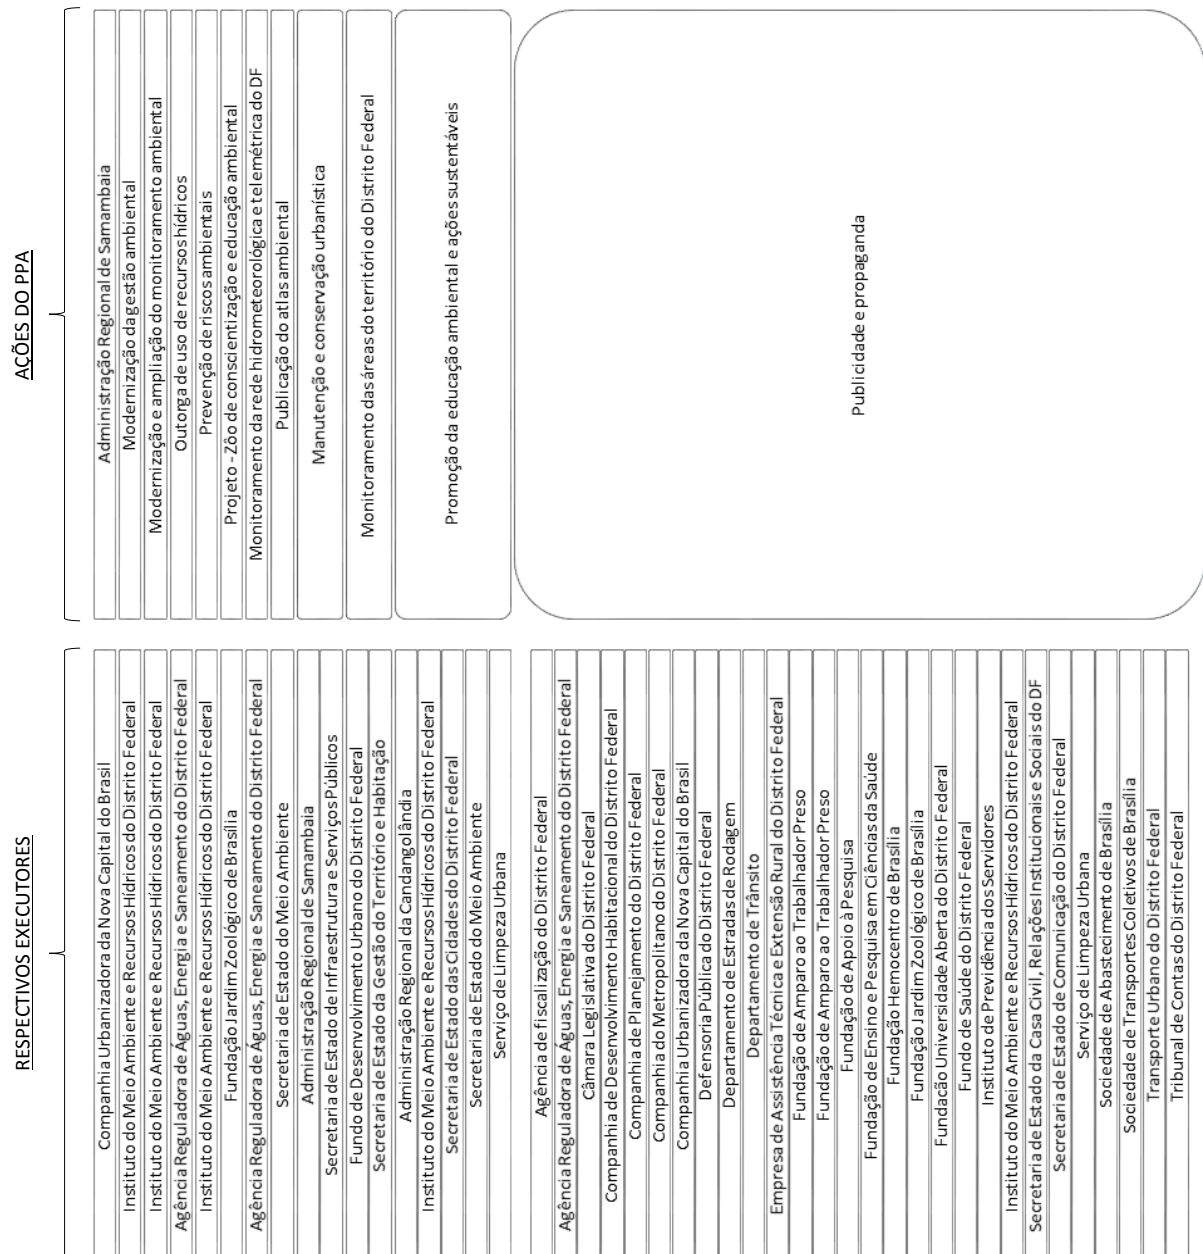 AÇÕES DO PPA
Administração Regional de Samambaia
Modernização da gestão ambiental
Modernização e ampliação do monitoramento ambiental
Outorga de uso de recursos hídricos
Prevenção de riscos ambientais
Projeto - Zôo de conscientização e educação ambiental
Monitoramento da rede hidrometeorológica e telemétrica do DF
Publicação do atlas ambiental
Manutenção e conservação urbanística
Monitoramento das áreas do território do Distrito Federal
Promoção da educação ambiental e ações sustentáveis
Publicidade e propaganda
RESPECTIVOS EXECUTORES
Companhia Urbanizadora da Nova Capital do Brasil
Instituto do Meio Ambiente e Recursos Hídricos do Distrito Federal
Instituto do Meio Ambiente e Recursos Hídricos do Distrito Federal
Agência Reguladora de Águas, Energia e Saneamento do Distrito Federal
Instituto do Meio Ambiente e Recursos Hídricos do Distrito Federal
Fundação Jardim Zoológico de Brasília
Agência Reguladora de Águas, Energia e Saneamento do Distrito Federal
Secretaria de Estado do Meio Ambiente
Administração Regional de Samambaia
Secretaria de Estado de Infraestrutura e Serviços Públicos
Fundo de Desenvolvimento Urbano do Distrito Federal
Secretaria de Estado da Gestão do Território e Habitação
Administração Regional da Candangolândia
Instituto do Meio Ambiente e Recursos Hídricos do Distrito Federal
Secretaria de Estado das Cidades do Distrito Federal
Secretaria de Estado do Meio Ambiente
Serviço de Limpeza Urbana
Agência de fiscalização do Distrito Federal
Agência Reguladora de Águas, Energia e Saneamento do Distrito Federal
Câmara Legislativa do Distrito Federal
Companhia de Desenvolvimento Habitacional do Distrito Federal
Companhia de Planejamento do Distrito Federal
Companhia do Metropolitano do Distrito Federal
Companhia Urbanizadora da Nova Capital do Brasil
Defensoria Pública do Distrito Federal
Departamento de Estradas de Rodagem
Departamento de Trânsito
Empresa de Assistência Técnica e Extensão Rural do Distrito Federal
Fundação de Amparo ao Trabalhador Preso
Fundação de Amparo ao Trabalhador Preso
Fundação de Apoio à Pesquisa
Fundação de Ensino e Pesquisa em Ciências da Saúde
Fundação Hemocentro de Brasília
Fundação Jardim Zoológico de Brasília
Fundacão Universidade Aberta do Distrito Federal
Fundo de Saúde do Distrito Federal
Instituto de Previdência dos Servidores
Instituto do Meio Ambiente e Recursos Hídricos do Distrito Federal
Secretaria de Estado da Casa Civil, Relações Institucionais e Sociais do DF
Secretaria de Estado de Comunicação do Distrito Federal
Serviço de Limpeza Urbana
Sociedade de Abastecimento de Brasília
Sociedade de Transportes Coletivos de Brasília
Transporte Urbano do Distrito Federal
Tribunal de Contas do Distrito Federal